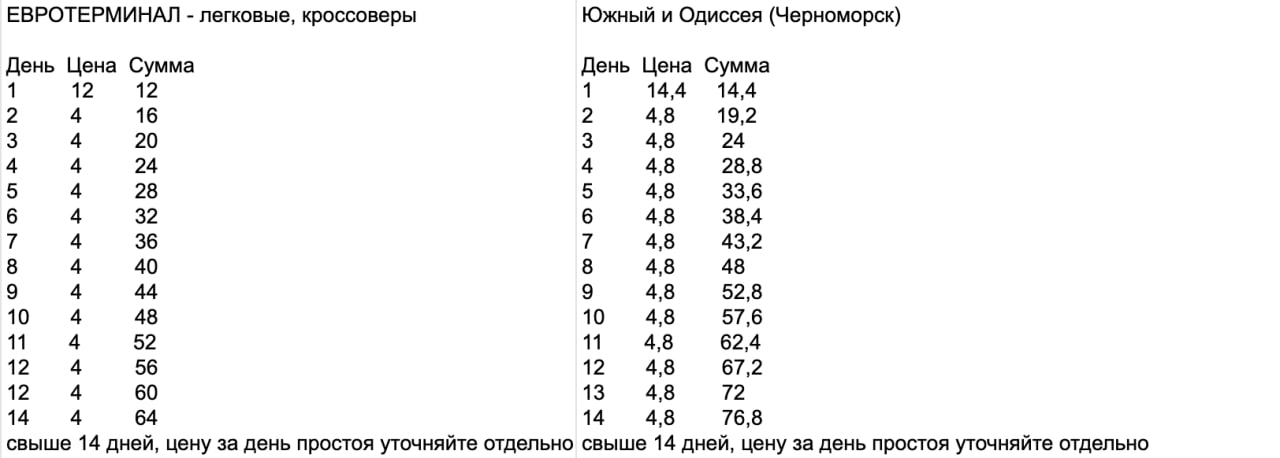 ЕВРОТЕРМИНАЛ - легковые, кроссоверы
День Цена Сумма
1 12 12
2 4 16
3 4 20
4 4 24
5 4 28
6 4 32
7 4 36
8 4 40
9 4 44
10 4 48
11 4 52
12 4 56
12 4 60
14 4 64
свыше 14 дней, цену за день простоя уточняйте отдельно
Южный и Одиссея (Черноморск)
День Цена Сумма
1 14,4 14,4
2 4,8 19,2
3 4,8 24
4 4,8 28,8
5 4,8 33,6
6 4,8 38,4
7 4,8 43,2
8 4,8 48
9 4,8 52,8
10 4,8 57,6
11 4,8 62,4
12 4,8 67,2
13 4,8 72
14 4,8 76,8
свыше 14 дней, цену за день простоя уточняйте отдельно